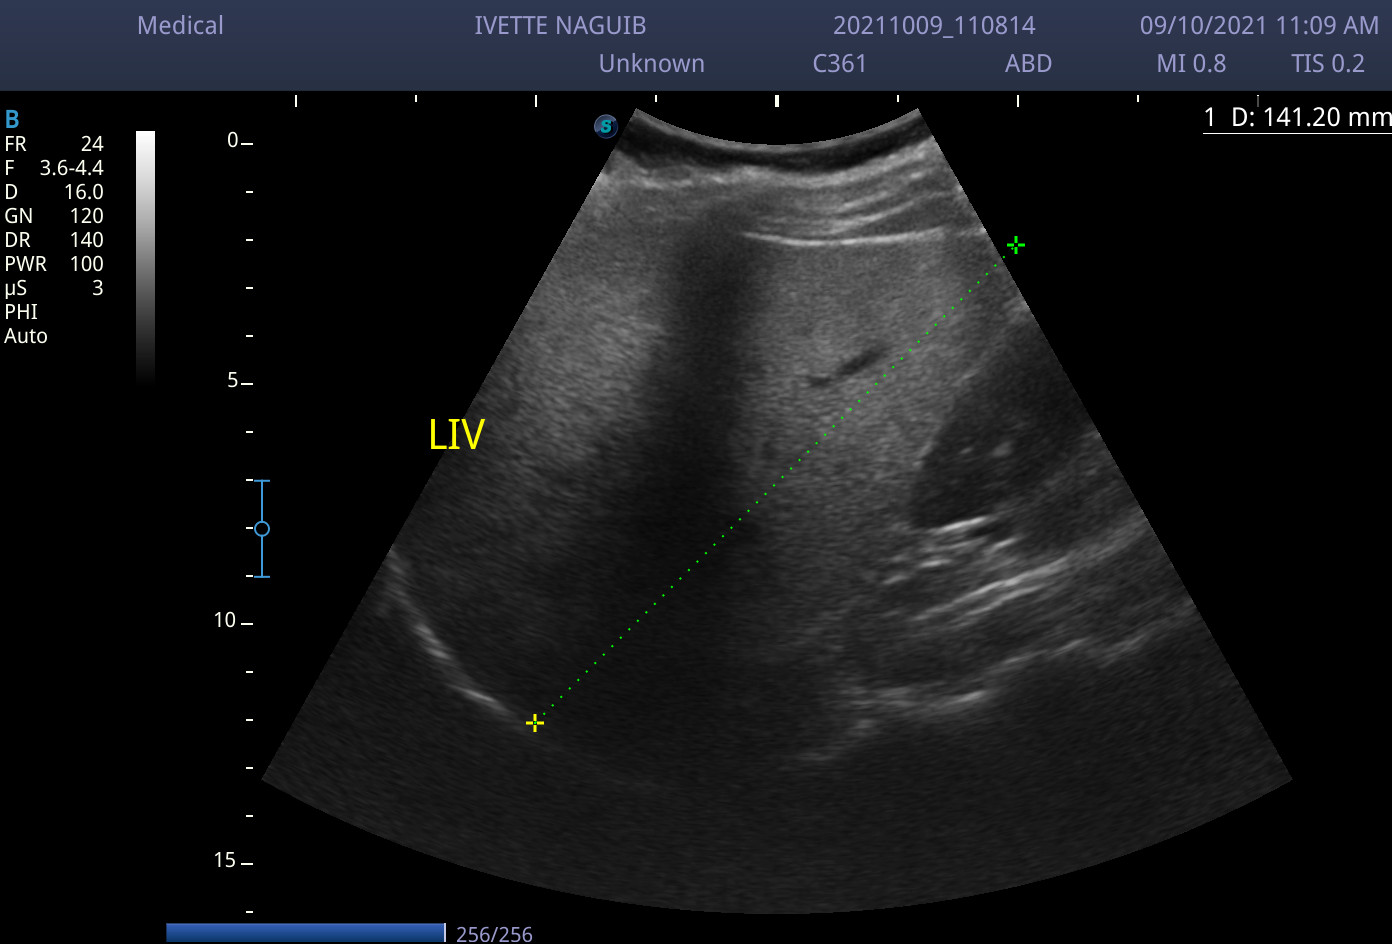 Medical IVETTE NAGUIB 20211009_110814 09/10/2021 11:09 AM
Unknown C361 ABD MI 0.8 TIS 0.2
1 D: 141.20 mm
B
FR 24
F 3.6-4.4
D 16.0
GN 120
DR 140
PWR 100
µS 3
PHI
Auto
S
0
5
LIV
10
15
256/256